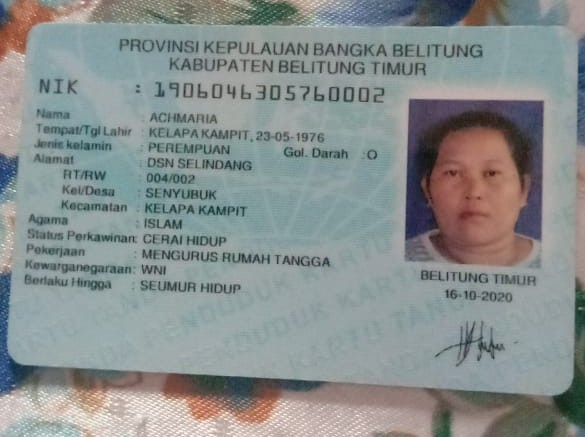 PROVINSI KEPULAUAN BANGKA BELITUNG
KABUPATEN BELITUNG TIMUR
NIK : 1906046305760002
Nama : ACHMARIA
Tempat/Tgl Lahir : KELAPA KAMPIT, 23-05-1976
Jenis kelamin : PEREMPUAN Gol. Darah :O
Alamat : DSN SELINDANG
RT/RW : 004/002
Kel/Desa : SENYUBUK
Kecamatan : KELAPA KAMPIT
Agama : ISLAM
Status Perkawinan: CERAI HIDUP
Pekerjaan : MENGURUS RUMAH TANGGA
Kewarganegaraan: WNI
Berlaku Hingga : SEUMUR HIDUP
BELITUNG TIMUR
16-10-2020